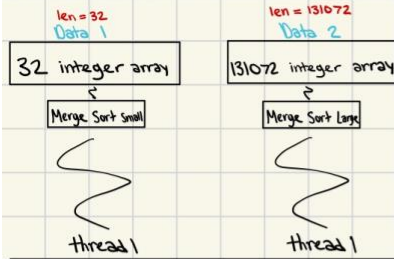 len = 32
Data 1
32 integer array
Merge Sort Small
thread 1
len = 131072
Data 2
131072 integer array
Merge Sort Large
thread 1